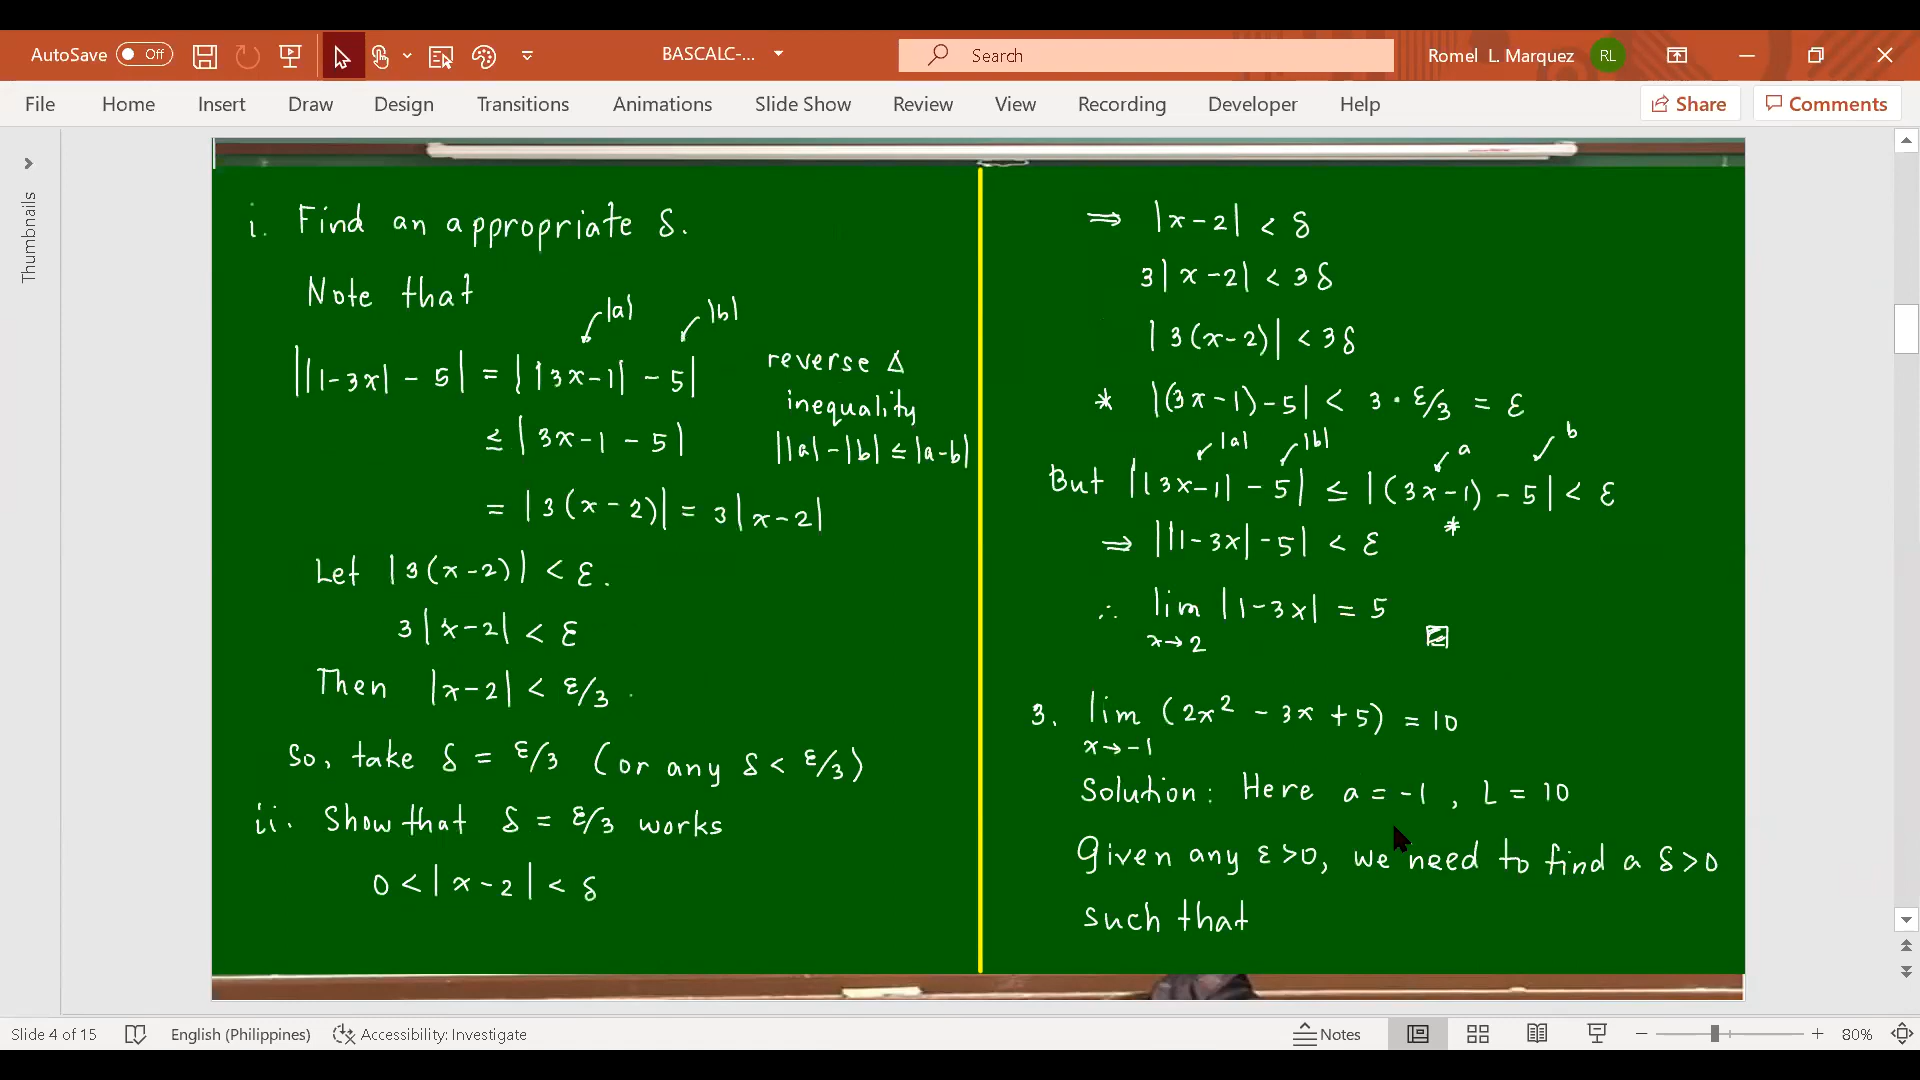 AutoSave Off BASCALC-... Search Romel L. Marquez RL
File Home Insert Draw Design Transitions Animations Slide Show Review View Recording Developer Help Share Comments
Thumbnails
i. Find an appropriate δ.
Note that
|a| |b|
||1-3x| - 5| = ||3x-1| - 5|
≤ |3x-1 - 5|
= |3(x-2)| = 3|x-2|
reverse Δ
inequality
||a|-|b|| ≤ |a-b|
Let |3(x-2)| < ε.
3|x-2| < ε
Then |x-2| < ε/3.
So, take δ = ε/3 (or any δ < ε/3)
ii. Show that δ = ε/3 works
0 < |x-2| < δ
⇒ |x-2| < δ
3|x-2| < 3δ
|3(x-2)| < 3δ
* |(3x-1)-5| < 3 · ε/3 = ε
|a| |b| a b
But ||3x-1| - 5| ≤ |(3x-1) - 5| < ε
*
⇒ ||1-3x|-5| < ε
∴ lim |1-3x| = 5
x→2
3. lim (2x² - 3x + 5) = 10
x→-1
Solution: Here a = -1, L = 10
Given any ε>0, we need to find a δ>0
such that
Slide 4 of 15 English (Philippines) Accessibility: Investigate Notes 80%